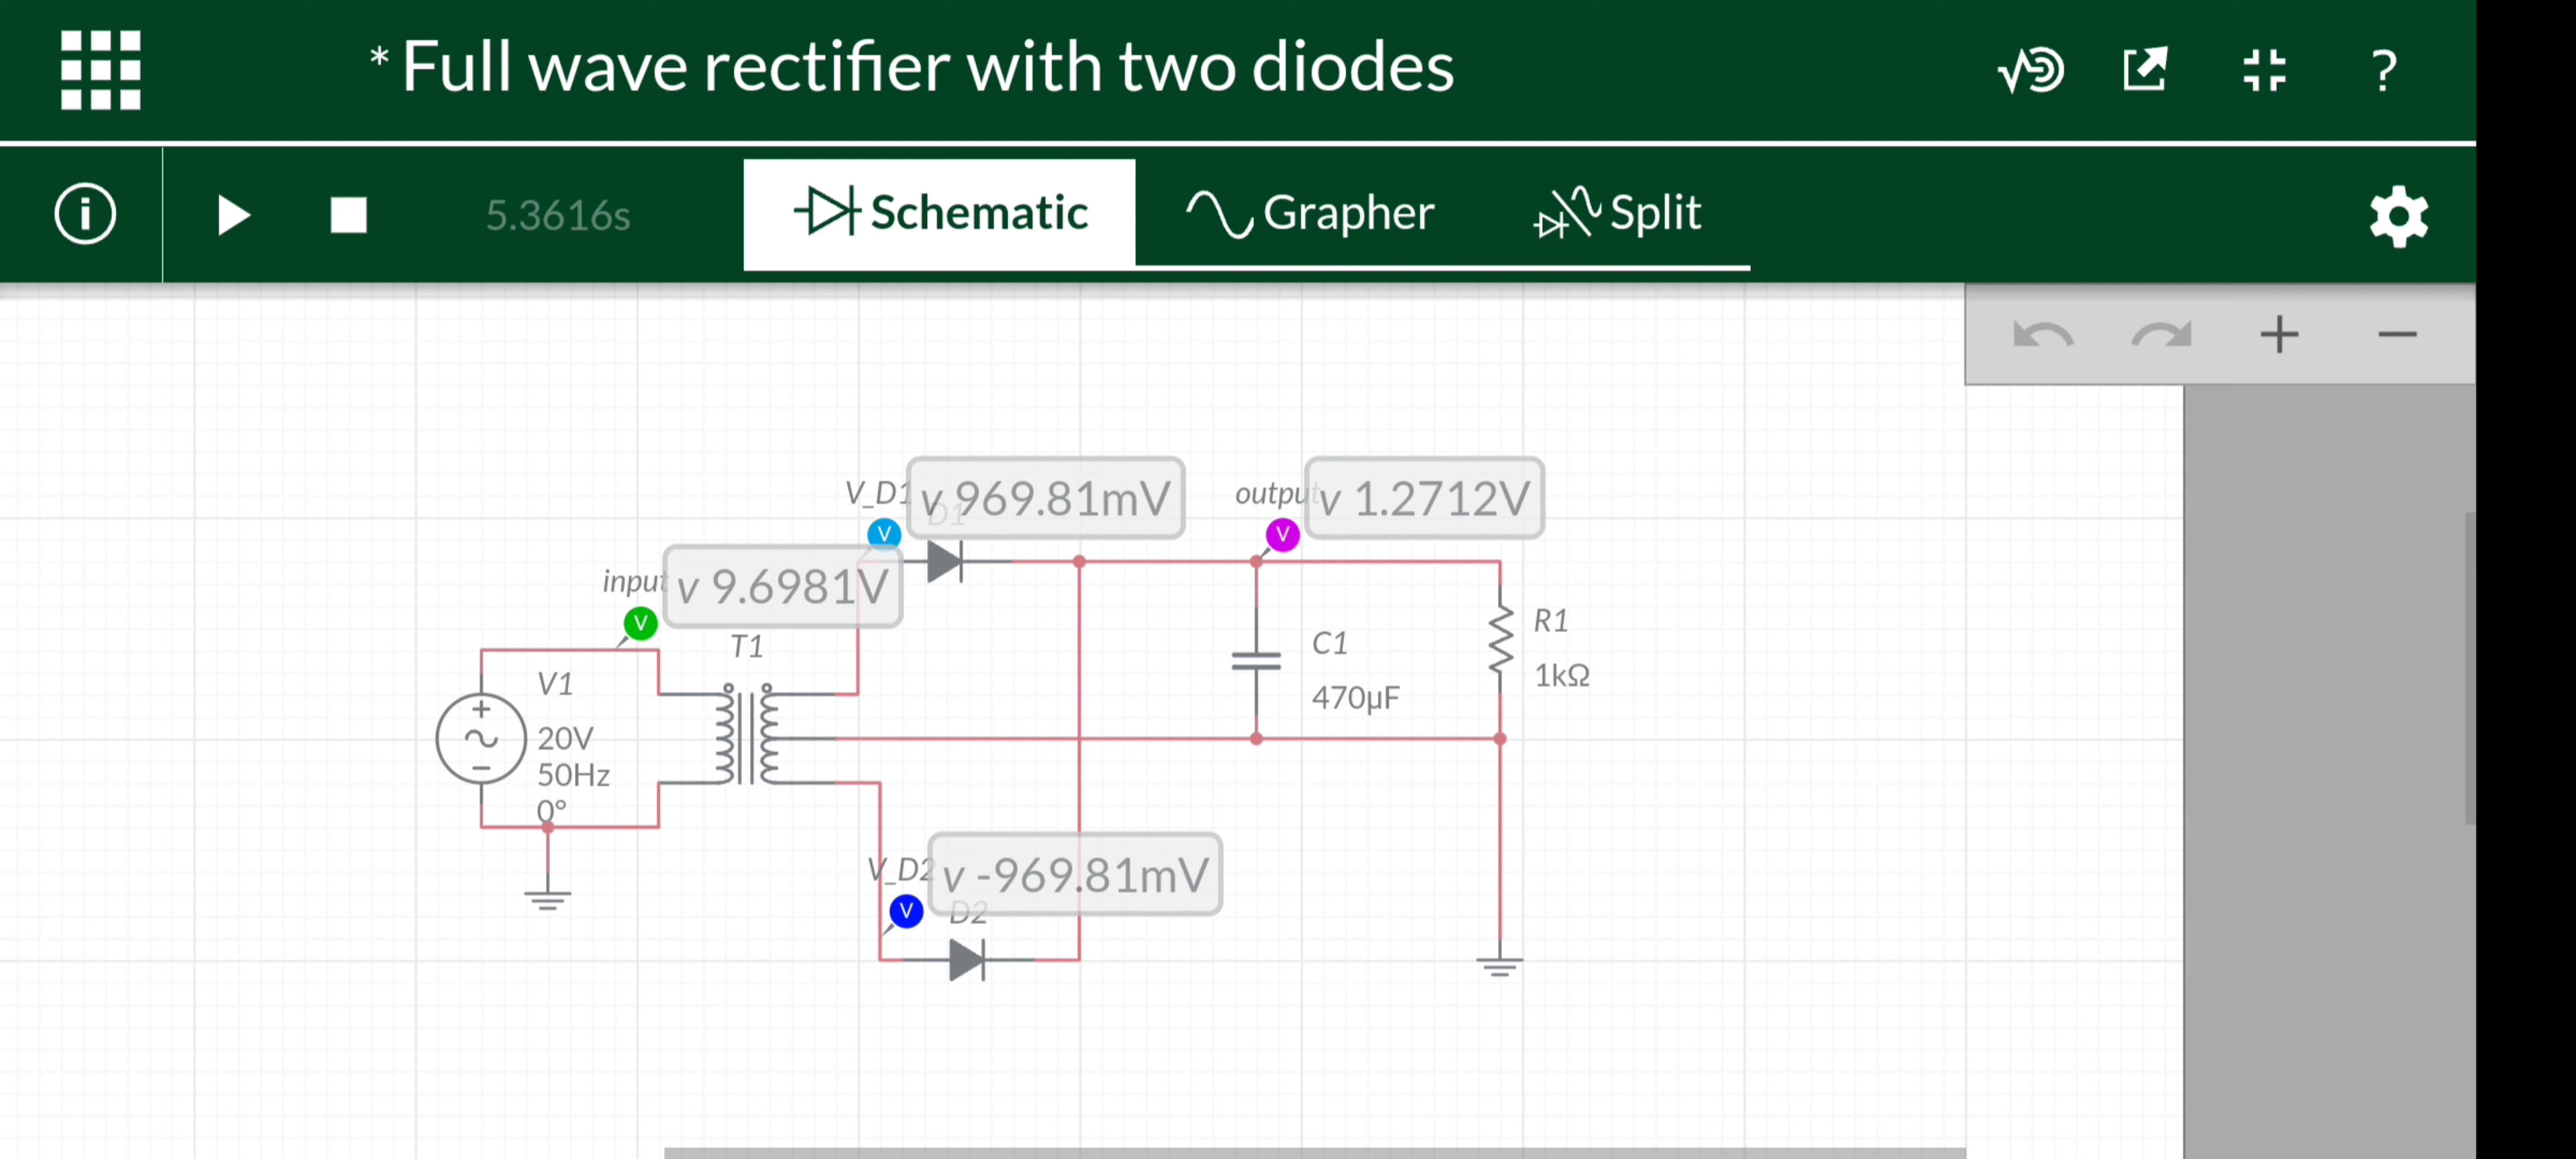 * Full wave rectifier with two diodes
?
i
5.3616s
Schematic
Grapher
Split
V_D1
v 969.81mV
D1
output
v 1.2712V
V
V
input
v 9.6981V
V
T1
R1
1kΩ
C1
470µF
V1
20V
50Hz
0°
V_D2
v -969.81mV
V
D2